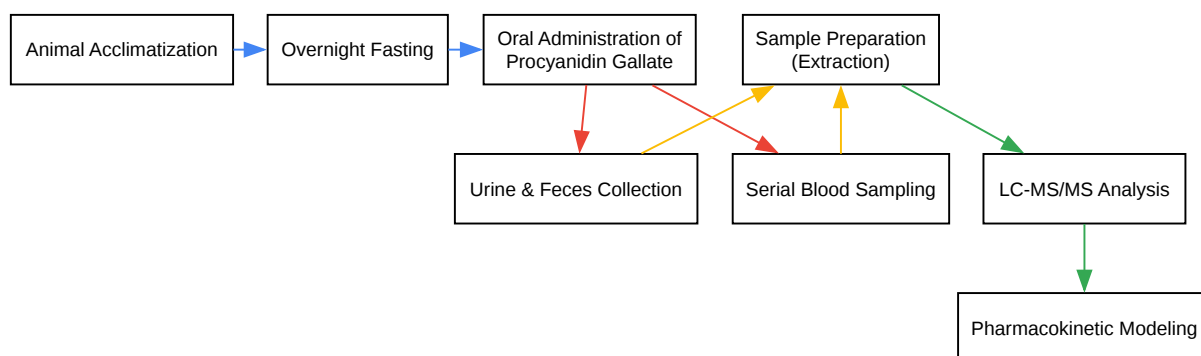 Animal Acclimatization
Overnight Fasting
Oral Administration of
Procyanidin Gallate
Sample Preparation
(Extraction)
Urine & Feces Collection
Serial Blood Sampling
LC-MS/MS Analysis
Pharmacokinetic Modeling